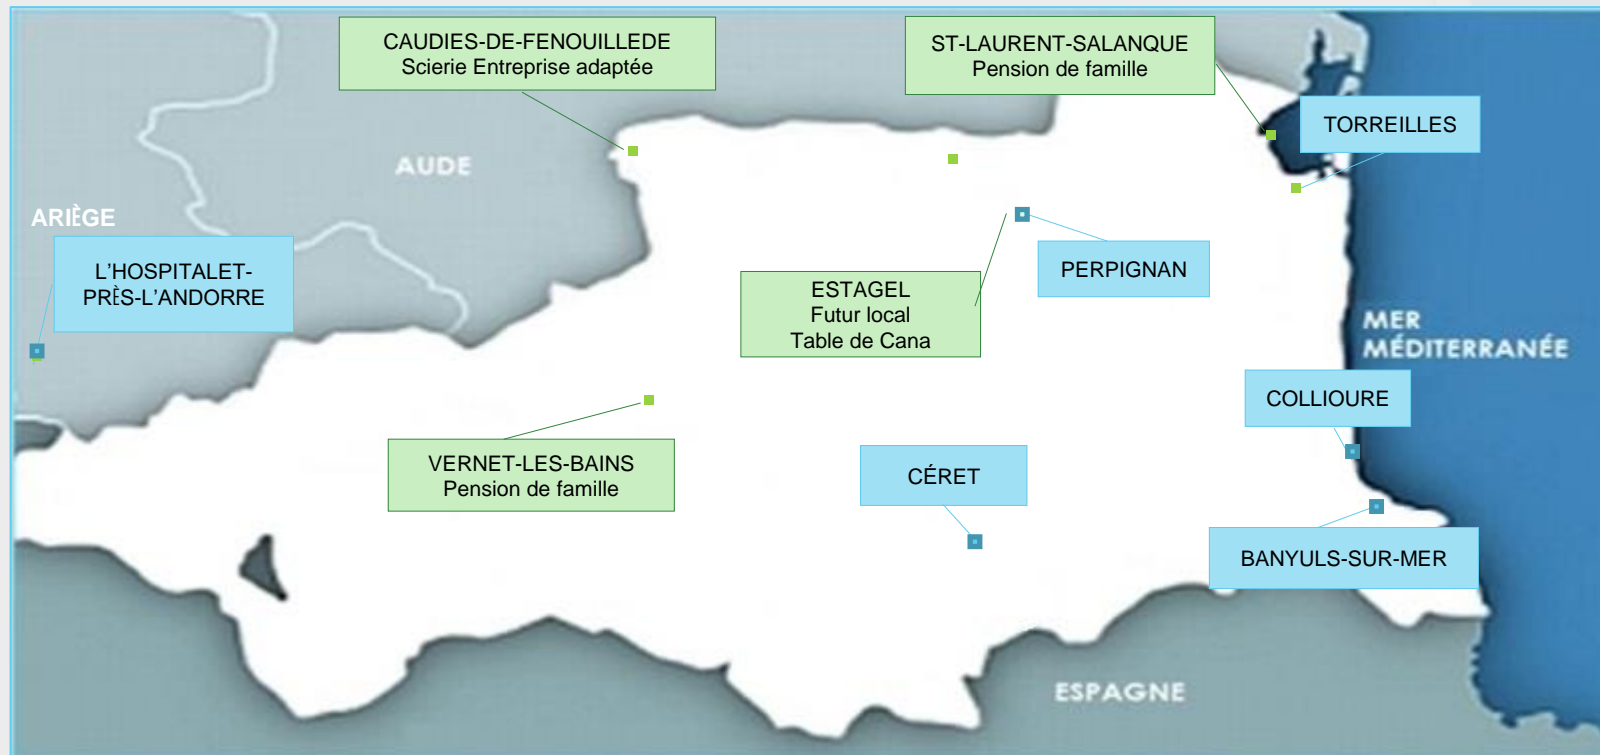 CAUDIES-DE-FENOUILLEDE
Scierie Entreprise adaptée
ST-LAURENT-SALANQUE
Pension de famille
TORREILLES
AUDE
ARIÈGE
L'HOSPITALET-
PRÈS-L'ANDORRE
PERPIGNAN
ESTAGEL
Futur local
Table de Cana
MER
MÉDITERRANÉE
COLLIOURE
VERNET-LES-BAINS
Pension de famille
CÉRET
BANYULS-SUR-MER
ESPAGNE